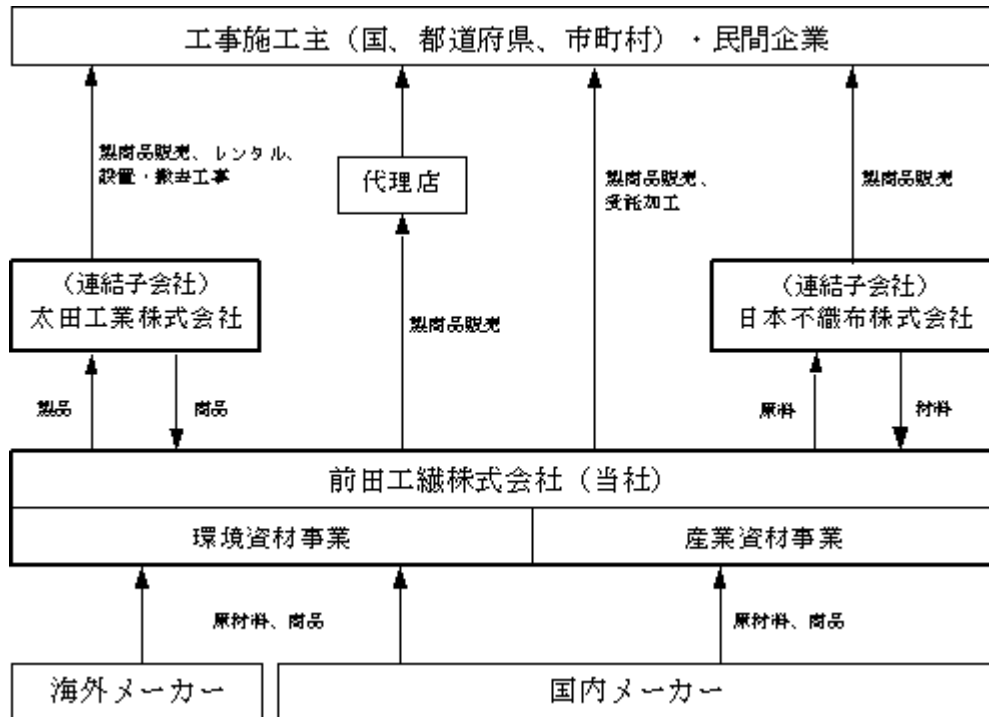 工事施工主（国、都道府県、市町村）・民間企業
製商品販売、レンタル、
設置・撤去工事
代理店
製商品販売、
受託加工
製商品販売
（連結子会社）
太田工業株式会社
製商品販売
（連結子会社）
日本不織布株式会社
製品
商品
原料
材料
前田工繊株式会社（当社）
環境資材事業
産業資材事業
原材料、商品
原材料、商品
海外メーカー
国内メーカー